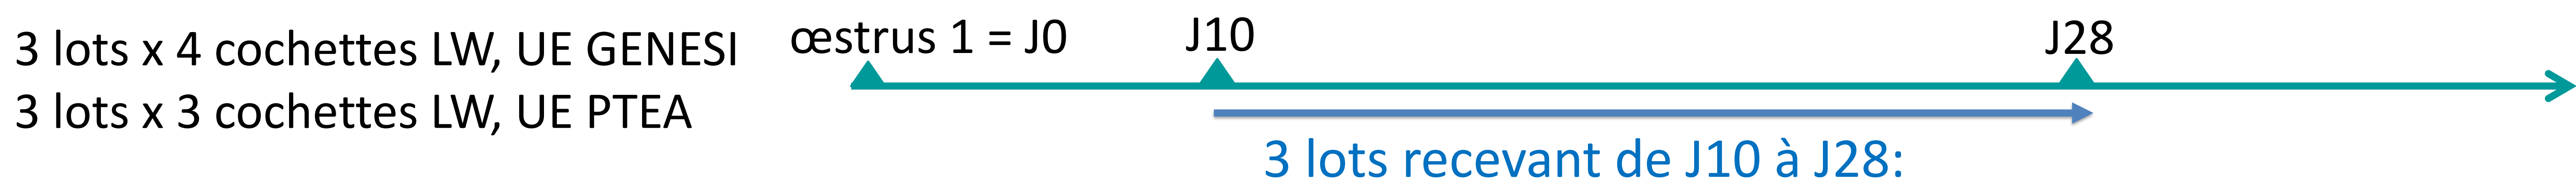 3 lots x 4 cochettes LW, UE GENESI
3 lots x 3 cochettes LW, UE PTEA
œstrus 1 = J0
J10
J28
3 lots recevant de J10 à J28: